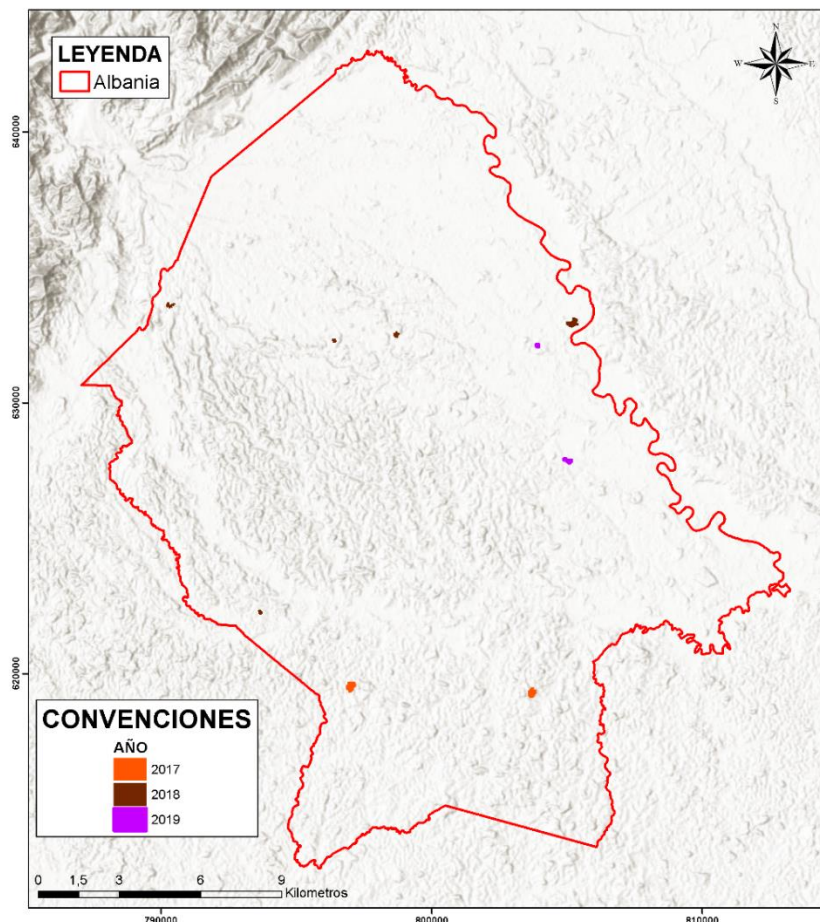 LEYENDA
Albania
N
W E
S
640000
630000
620000
CONVENCIONES
AÑO
2017
2018
2019
0 1,5 3 6 9
Kilometros
790000 800000 810000